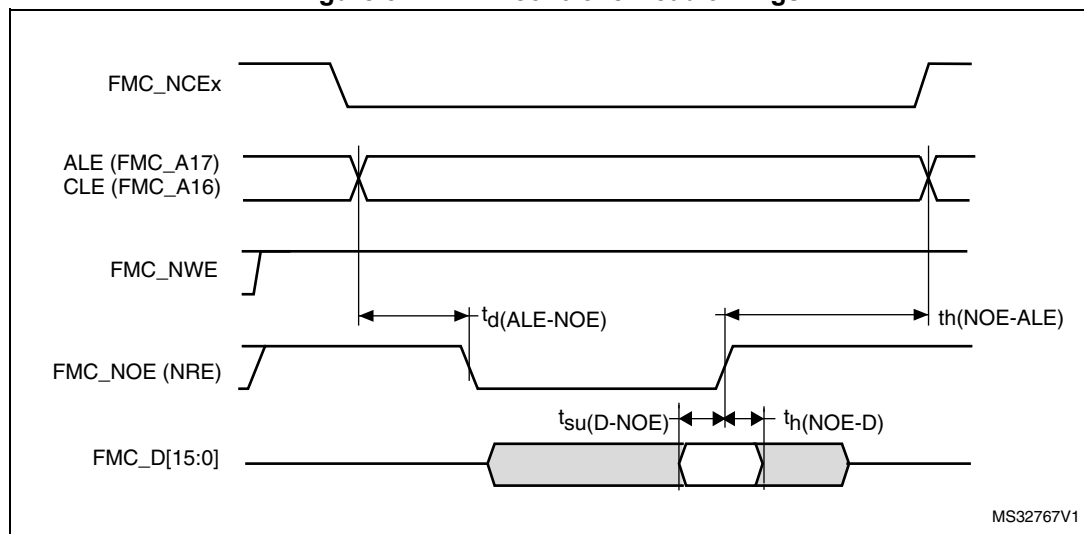 FMC_NCEx
ALE (FMC_A17)
CLE (FMC_A16)
FMC_NWE
td(ALE-NOE)
th(NOE-ALE)
FMC_NOE (NRE)
tsu(D-NOE)
th(NOE-D)
FMC_D[15:0]
MS32767V1